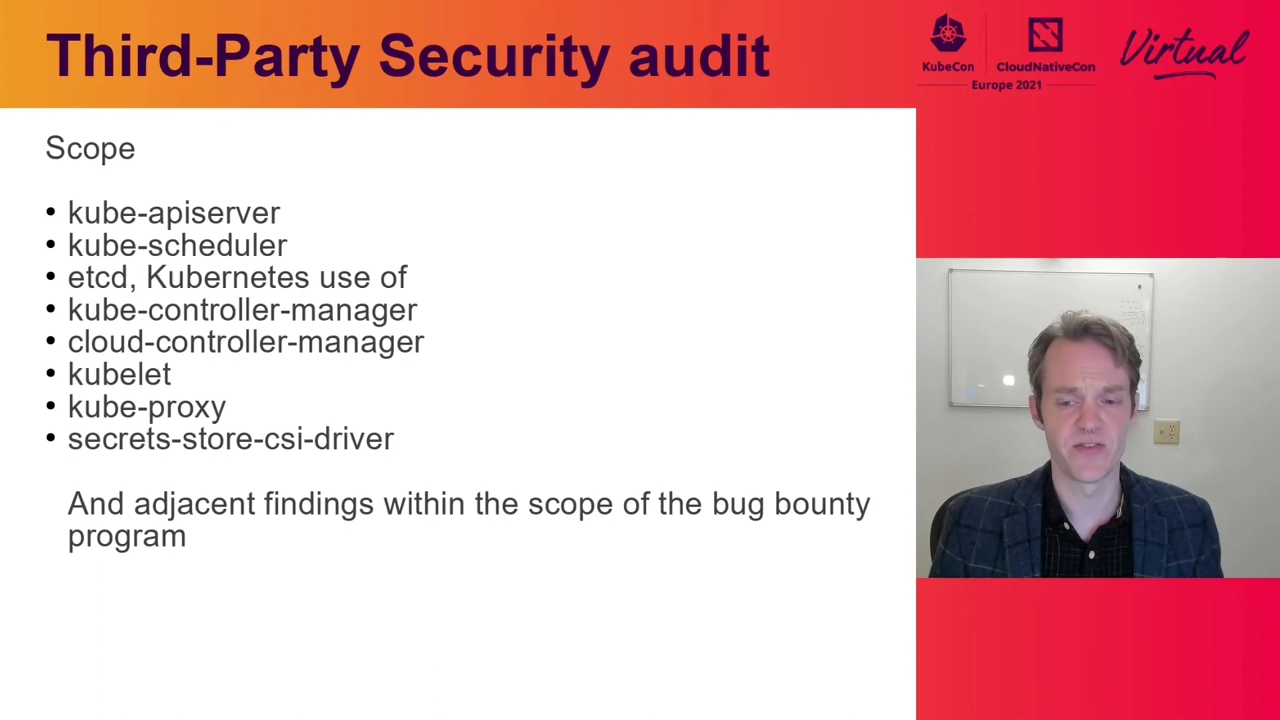 Third-Party Security audit
KubeCon
CloudNativeCon
Europe 2021
Virtual
Scope
• kube-apiserver
• kube-scheduler
• etcd, Kubernetes use of
• kube-controller-manager
• cloud-controller-manager
• kubelet
• kube-proxy
• secrets-store-csi-driver
And adjacent findings within the scope of the bug bounty
program